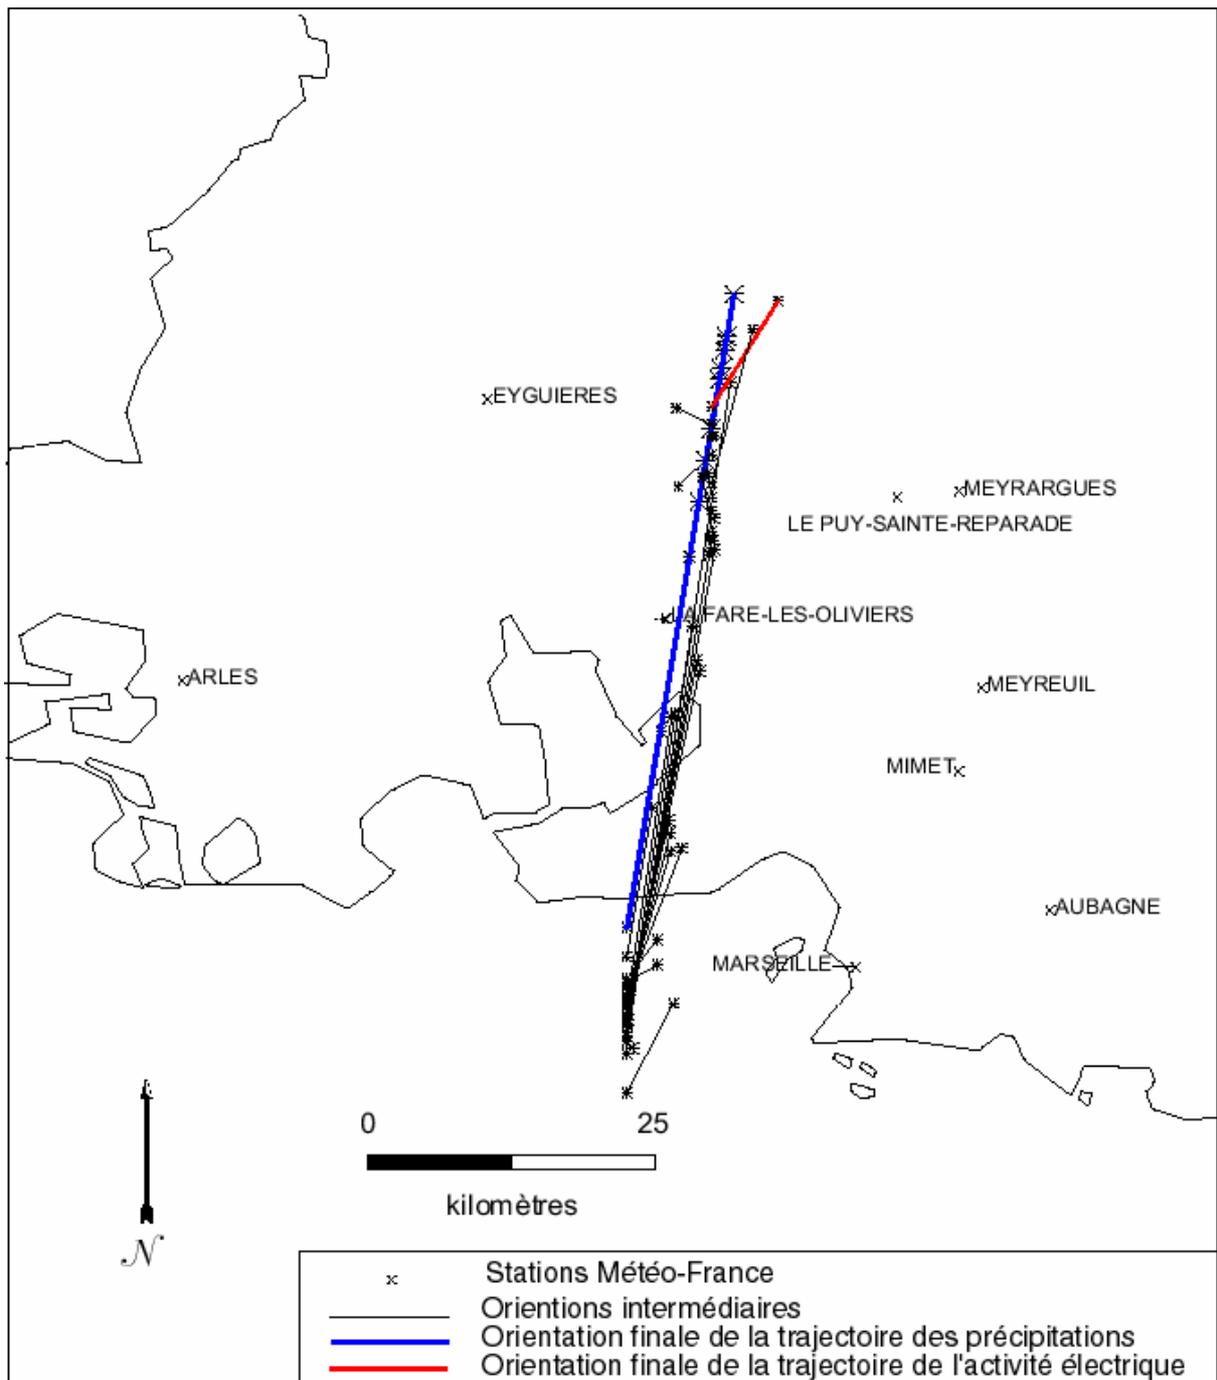 EYGUIERES
MEYRARGUES
LE PUY-SAINTE-REPARADE
LA FARE-LES-OLIVIERS
ARLES
MEYREUIL
MIMET
AUBAGNE
MARSEILLE
0 25
kilomètres
N
Stations Météo-France
Orientions intermédiaires
Orientation finale de la trajectoire des précipitations
Orientation finale de la trajectoire de l'activité électrique